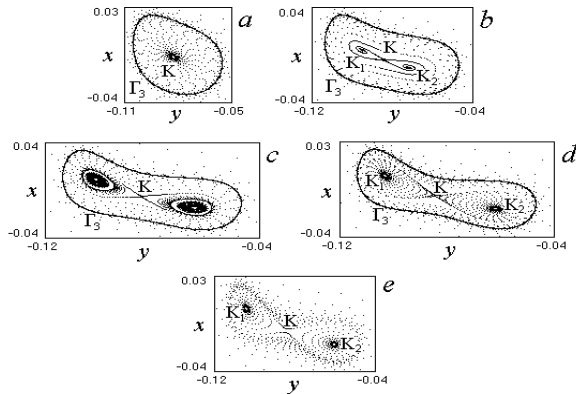 0.03 a
x K
Γ3
-0.04
-0.11 y -0.05
0.04 b
x K
K1 K2
Γ3
-0.04
-0.12 y -0.04
0.04 c
x K
Γ3
-0.04
-0.12 y -0.04
0.04 d
x K1 K
Γ3 K2
-0.04
-0.12 y -0.04
0.03 e
x K1 K
K2
-0.04
-0.12 y -0.04